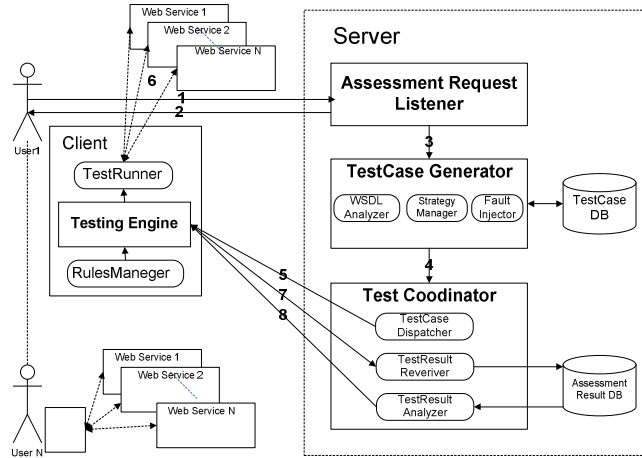 Web Service 1
Web Service 2
Web Service N
6
Server
Assessment Request
Listener
1
2
User1
Client
TestRunner
Testing Engine
RulesManeger
3
TestCase Generator
WSDL
Analyzer
Strategy
Manager
Fault
Injector
TestCase
DB
4
5
7
8
Test Coodinator
TestCase
Dispatcher
TestResult
Reveriver
TestResult
Analyzer
Assessment
Result DB
Web Service 1
Web Service 2
Web Service N
User N